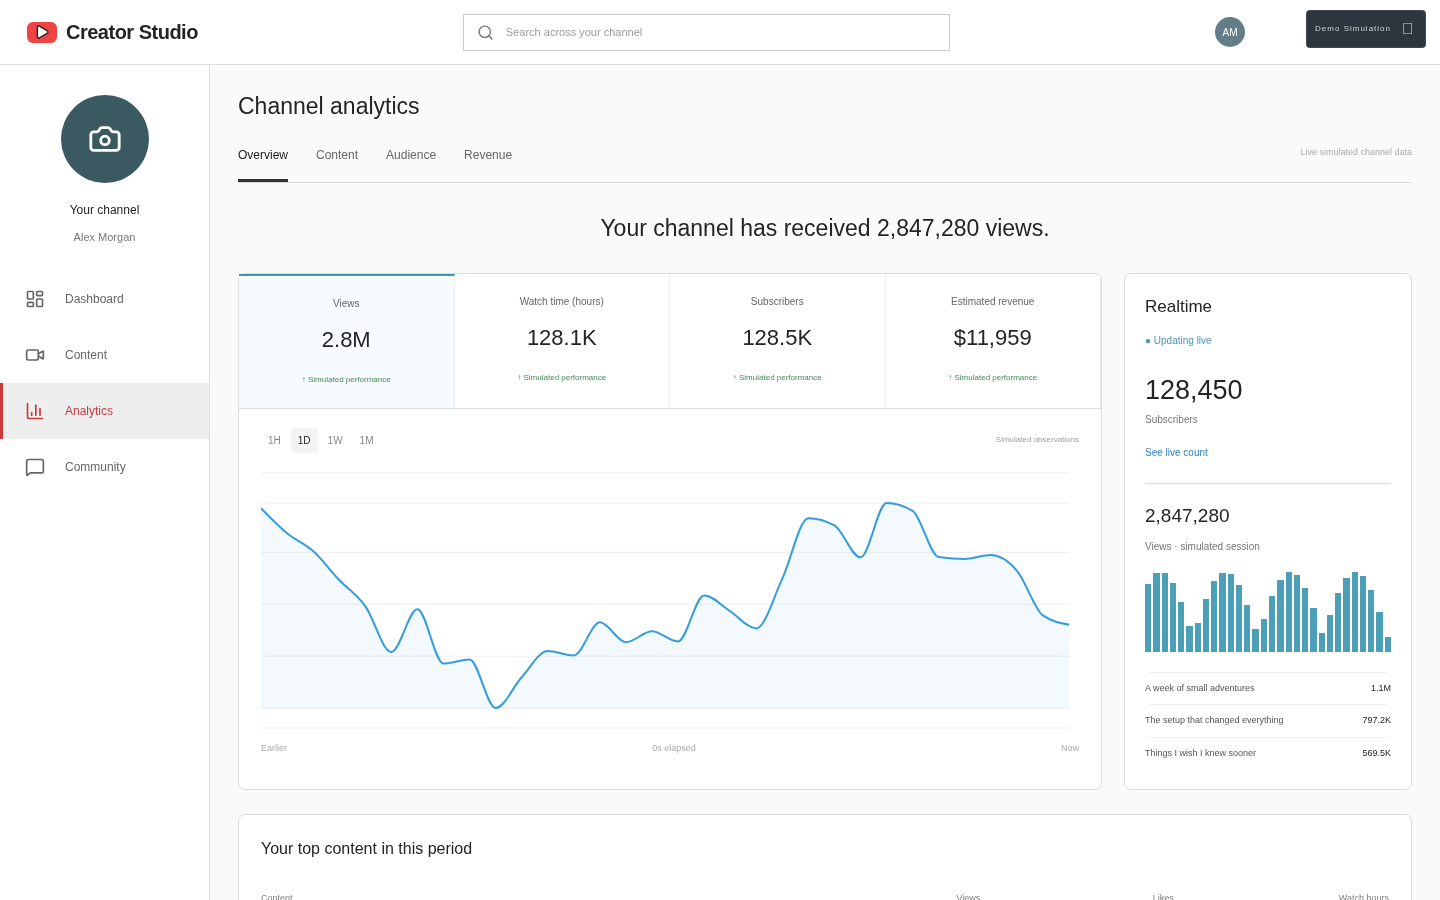 Creator Studio
Search across your channel
AM
Demo Simulation
Your channel
Alex Morgan
Dashboard
Content
Analytics
Community
Channel analytics
Overview
Content
Audience
Revenue
Live simulated channel data
Your channel has received 2,847,280 views.
Views
2.8M
↑ Simulated performance
Watch time (hours)
128.1K
↑ Simulated performance
Subscribers
128.5K
↑ Simulated performance
Estimated revenue
$11,959
↑ Simulated performance
1H
1D
1W
1M
Simulated observations
Earlier
0s elapsed
Now
Realtime
● Updating live
128,450
Subscribers
See live count
2,847,280
Views · simulated session
A week of small adventures 1.1M
The setup that changed everything 797.2K
Things I wish I knew sooner 569.5K
Your top content in this period
Content Views Likes Watch hours